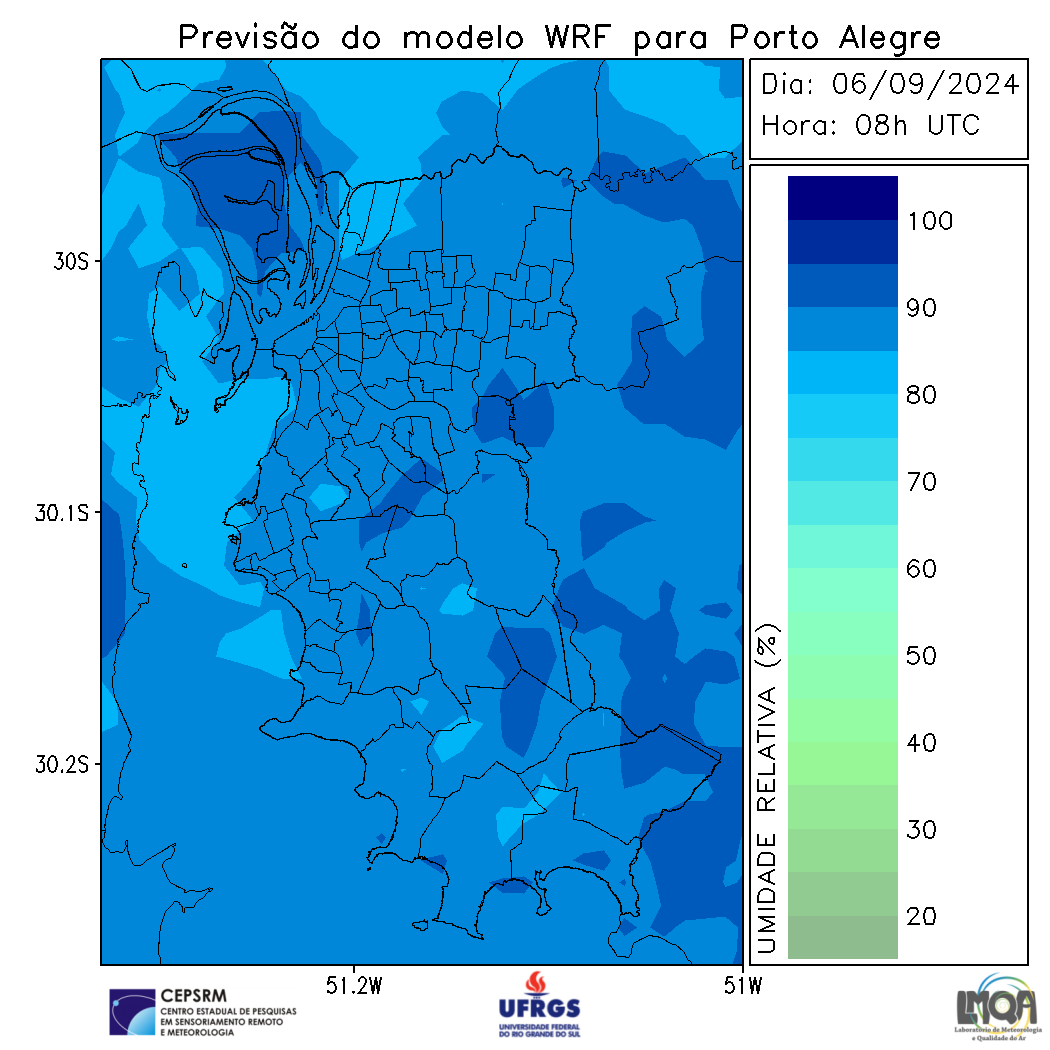 Previsão do modelo WRF para Porto Alegre
Dia: 06/09/2024
Hora: 08h UTC
100
90
80
70
60
50
40
30
20
UMIDADE RELATIVA (%)
30S
30.1S
30.2S
51.2W
51W
CEPSRM
CENTRO ESTADUAL DE PESQUISAS
EM SENSORIAMENTO REMOTO
E METEOROLOGIA
UFRGS
UNIVERSIDADE FEDERAL
DO RIO GRANDE DO SUL
LMQA
Laboratório de Meteorologia
e Qualidade do Ar